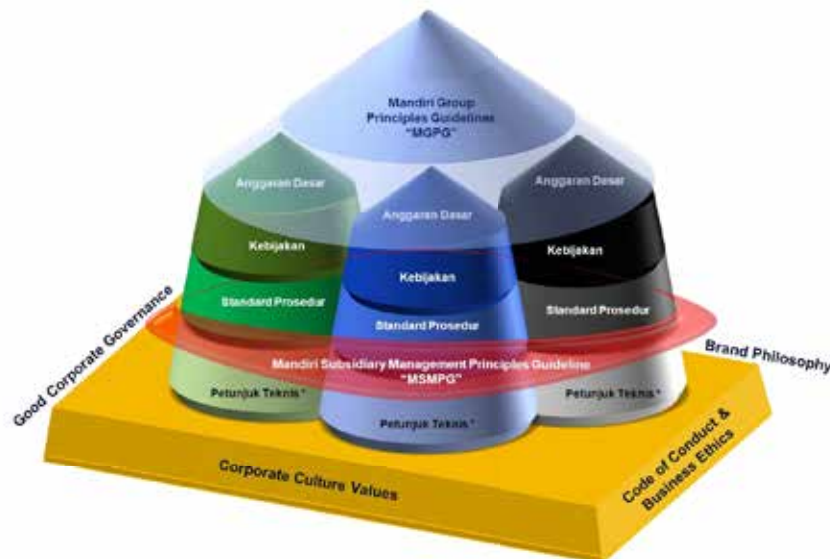 Mandiri Group
Principles Guidelines
"MGPG"
Anggaran Dasar
Anggaran Dasar
Anggaran Dasar
Kebijakan
Kebijakan
Kebijakan
Standard Prosedur
Standard Prosedur
Standard Prosedur
Mandiri Subsidiary Management Principles Guideline
"MSMPG"
Petunjuk Teknis *
Petunjuk Teknis *
Petunjuk Teknis *
Good Corporate Governance
Brand Philosophy
Corporate Culture Values
Code of Conduct &
Business Ethics